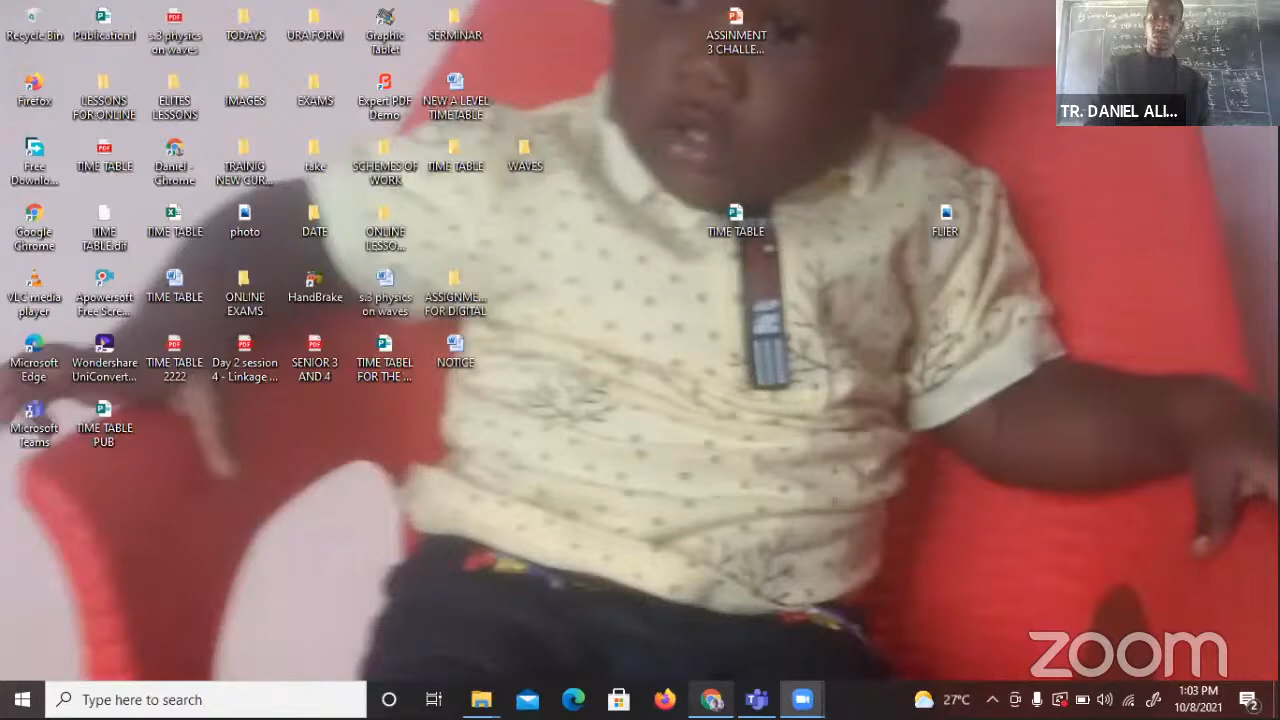 Recycle Bin
Publication1
s.3 physics
on waves
TODAYS
URA FORM
Graphic
Tablet
SERMINAR
ASSINMENT
3 CHALLE...
Firefox
LESSONS
FOR ONLINE
ELITES
LESSONS
IMAGES
EXAMS
Expert PDF
Demo
NEW A LEVEL
TIMETABLE
TR. DANIEL ALI...
Free
Downlo...
TIME TABLE
Daniel -
Chrome
TRAINIG
NEW CUR...
take
SCHEMES OF
WORK
TIME TABLE
WAVES
Google
Chrome
TIME
TABLE.dif
TIME TABLE
photo
DATE
ONLINE
LESSO...
TIME TABLE
FLIER
VLC media
player
Apowersoft
Free Scre...
TIME TABLE
ONLINE
EXAMS
HandBrake
s.3 physics
on waves
ASSIGNME...
FOR DIGITAL
Microsoft
Edge
Wondershare
UniConvert...
TIME TABLE
2222
Day 2 session
4 - Linkage ...
SENIOR 3
AND 4
TIME TABEL
FOR THE ...
NOTICE
Microsoft
Teams
TIME TABLE
PUB
zoom
Type here to search
27°C
1:03 PM
10/8/2021
2